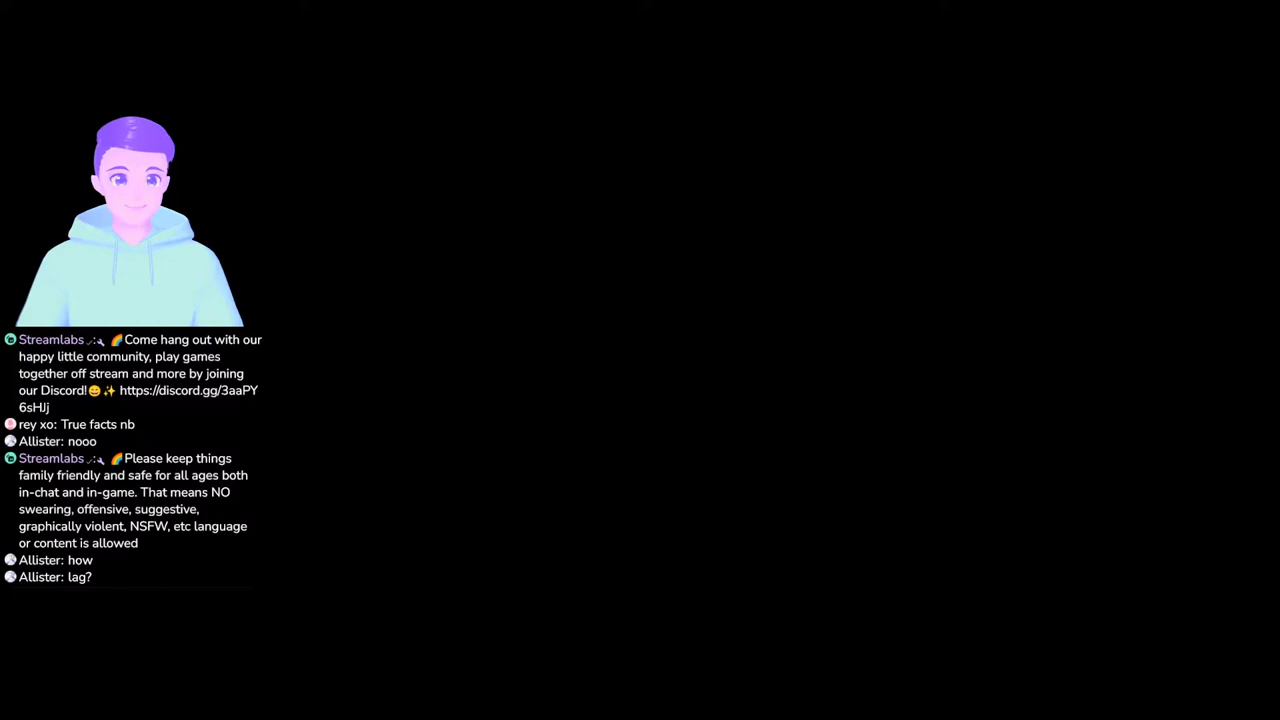 Streamlabs 🌈Come hang out with our
happy little community, play games
together off stream and more by joining
our Discord!😄✨ https://discord.gg/3aaPY
6sHJj
rey xo: True facts nb
Allister: nooo
Streamlabs 🌈Please keep things
family friendly and safe for all ages both
in-chat and in-game. That means NO
swearing, offensive, suggestive,
graphically violent, NSFW, etc language
or content is allowed
Allister: how
Allister: lag?